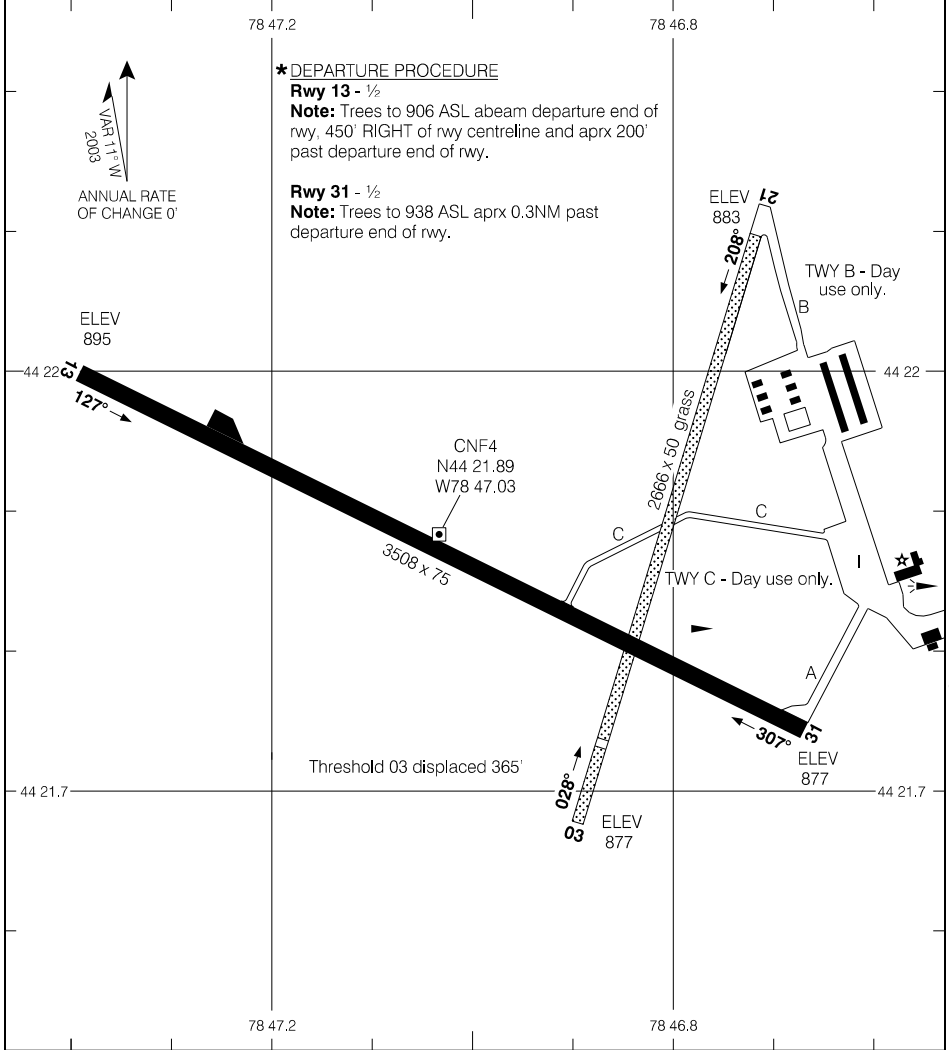 78 47.2
78 46.8
* DEPARTURE PROCEDURE
Rwy 13 - ½
Note: Trees to 906 ASL abeam departure end of
rwy, 450' RIGHT of rwy centreline and aprx 200'
past departure end of rwy.
Rwy 31 - ½
Note: Trees to 938 ASL aprx 0.3NM past
departure end of rwy.
VAR 11° W
2003
ANNUAL RATE
OF CHANGE 0'
ELEV
883
21
208°
TWY B - Day
use only.
B
ELEV
895
44 22
13
127°
44 22
2666 x 50 grass
CNF4
N44 21.89
W78 47.03
C
C
3508 x 75
I
TWY C - Day use only.
A
307°
31
ELEV
877
Threshold 03 displaced 365'
028°
44 21.7
44 21.7
03
ELEV
877
78 47.2
78 46.8